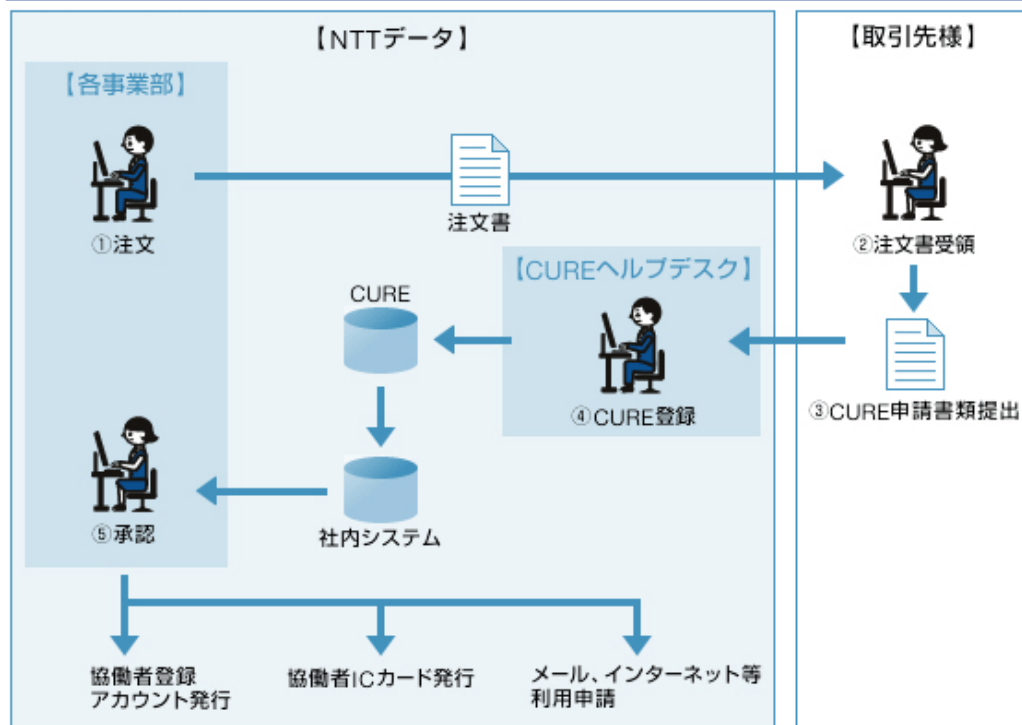 【NTTデータ】
【取引先様】
【各事業部】
①注文
注文書
②注文書受領
【CUREヘルプデスク】
CURE
④CURE登録
③CURE申請書類提出
⑤承認
社内システム
協働者登録
アカウント発行
協働者ICカード発行
メール、インターネット等
利用申請